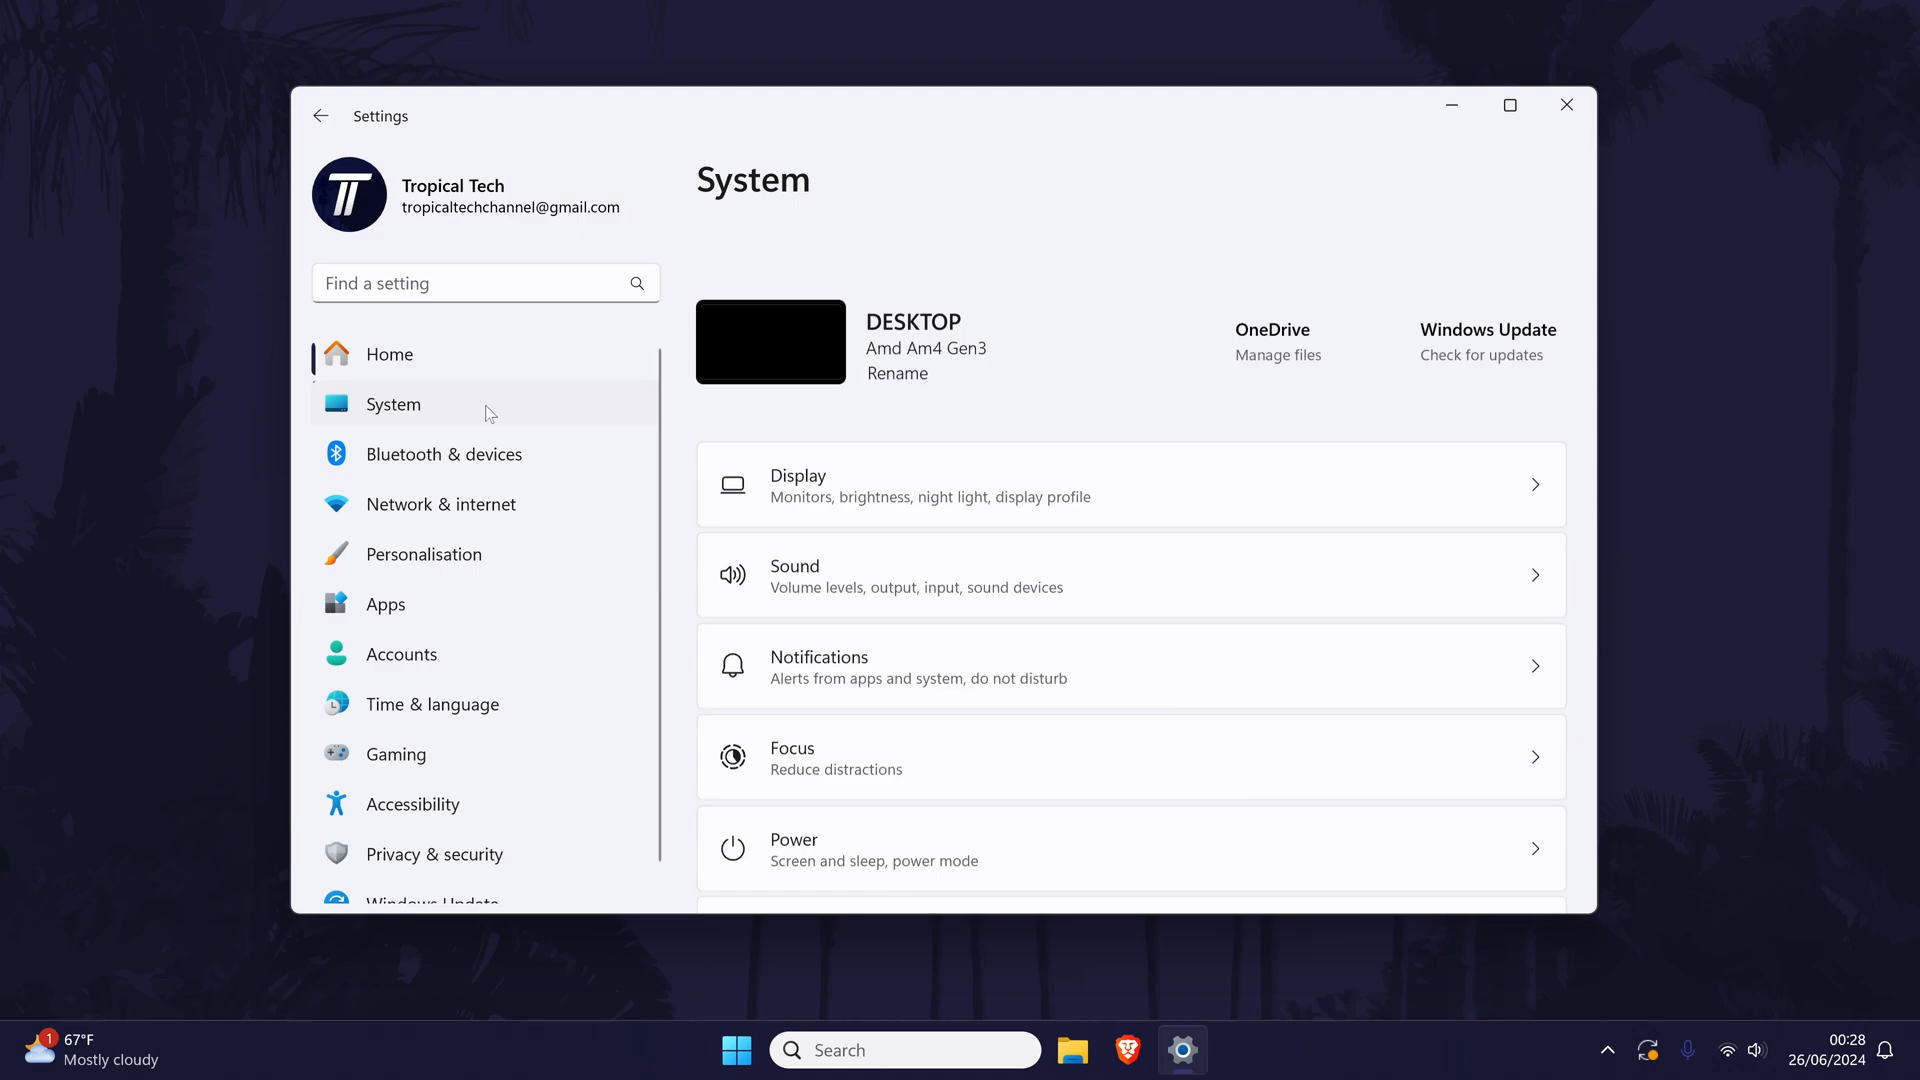 Settings
Tropical Tech
tropicaltechchannel@gmail.com
Find a setting
Home
System
Bluetooth & devices
Network & internet
Personalisation
Apps
Accounts
Time & language
Gaming
Accessibility
Privacy & security
Windows Update
System
DESKTOP
Amd Am4 Gen3
Rename
OneDrive
Manage files
Windows Update
Check for updates
Display
Monitors, brightness, night light, display profile
Sound
Volume levels, output, input, sound devices
Notifications
Alerts from apps and system, do not disturb
Focus
Reduce distractions
Power
Screen and sleep, power mode
1
67°F
Mostly cloudy
Search
00:28
26/06/2024